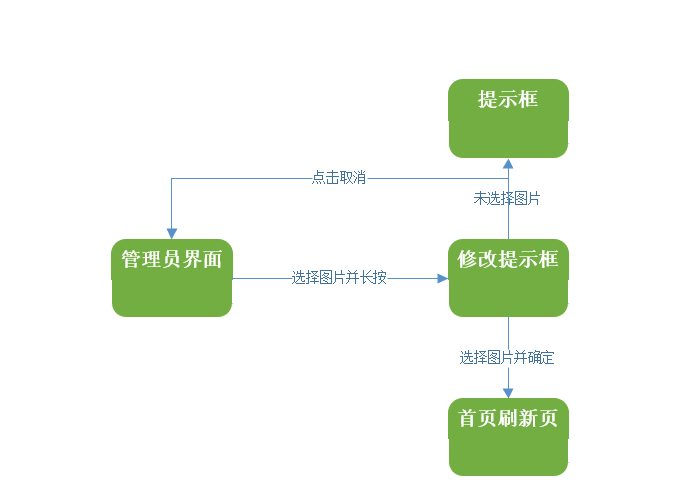 提示框
点击取消
未选择图片
管理员界面
选择图片并长按
修改提示框
选择图片并确定
首页刷新页